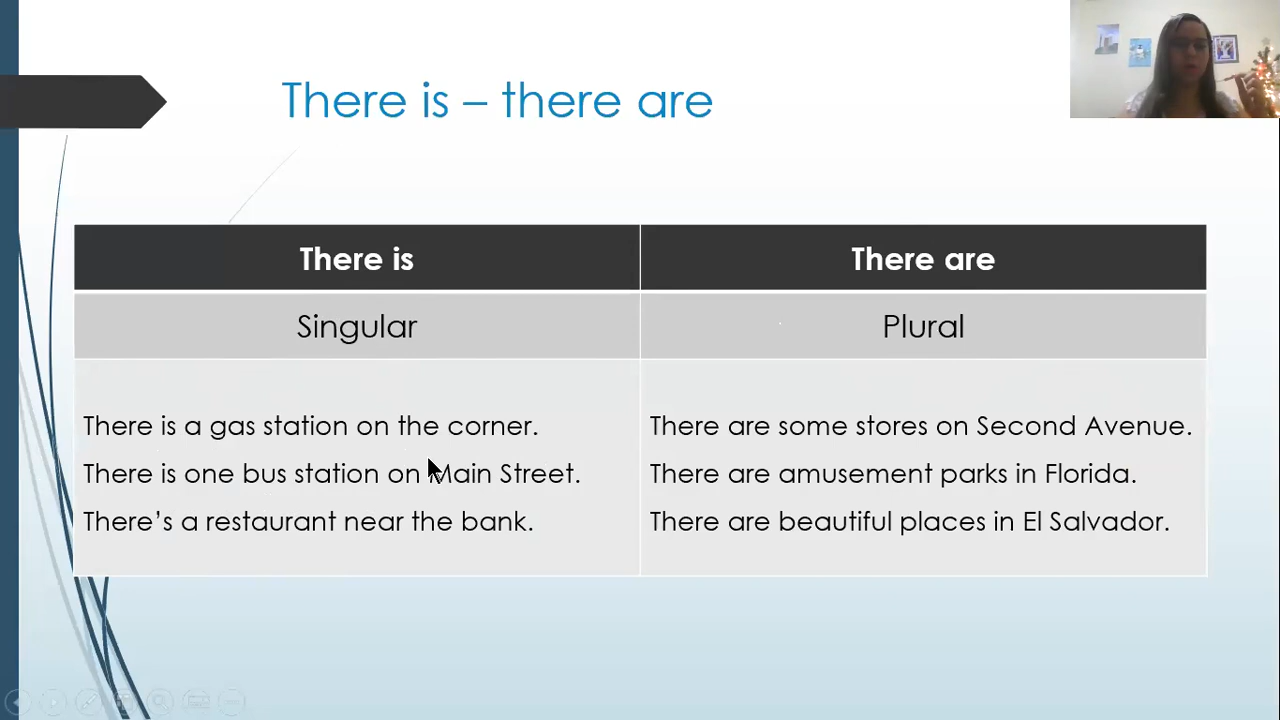 There is – there are
There is
There are
Singular
Plural
There is a gas station on the corner.
There is one bus station on Main Street.
There's a restaurant near the bank.
There are some stores on Second Avenue.
There are amusement parks in Florida.
There are beautiful places in El Salvador.